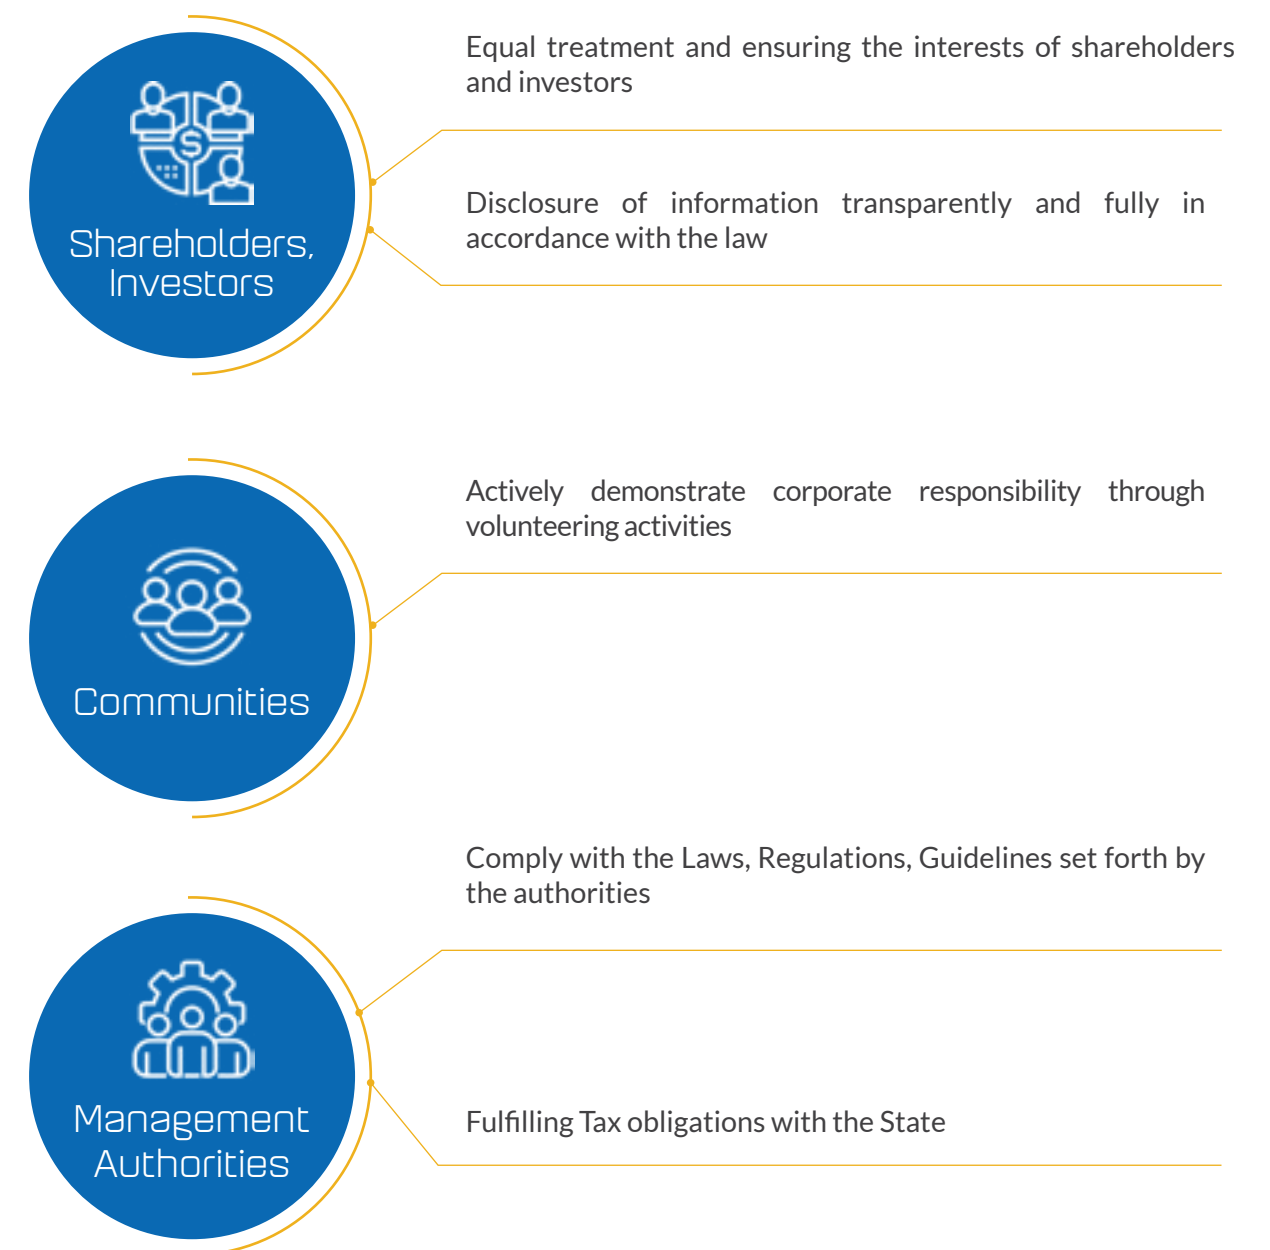 Equal treatment and ensuring the interests of shareholders
and investors
Disclosure of information transparently and fully in
accordance with the law
Shareholders,
Investors
Actively demonstrate corporate responsibility through
volunteering activities
Communities
Comply with the Laws, Regulations, Guidelines set forth by
the authorities
Management
Authorities
Fulfilling Tax obligations with the State